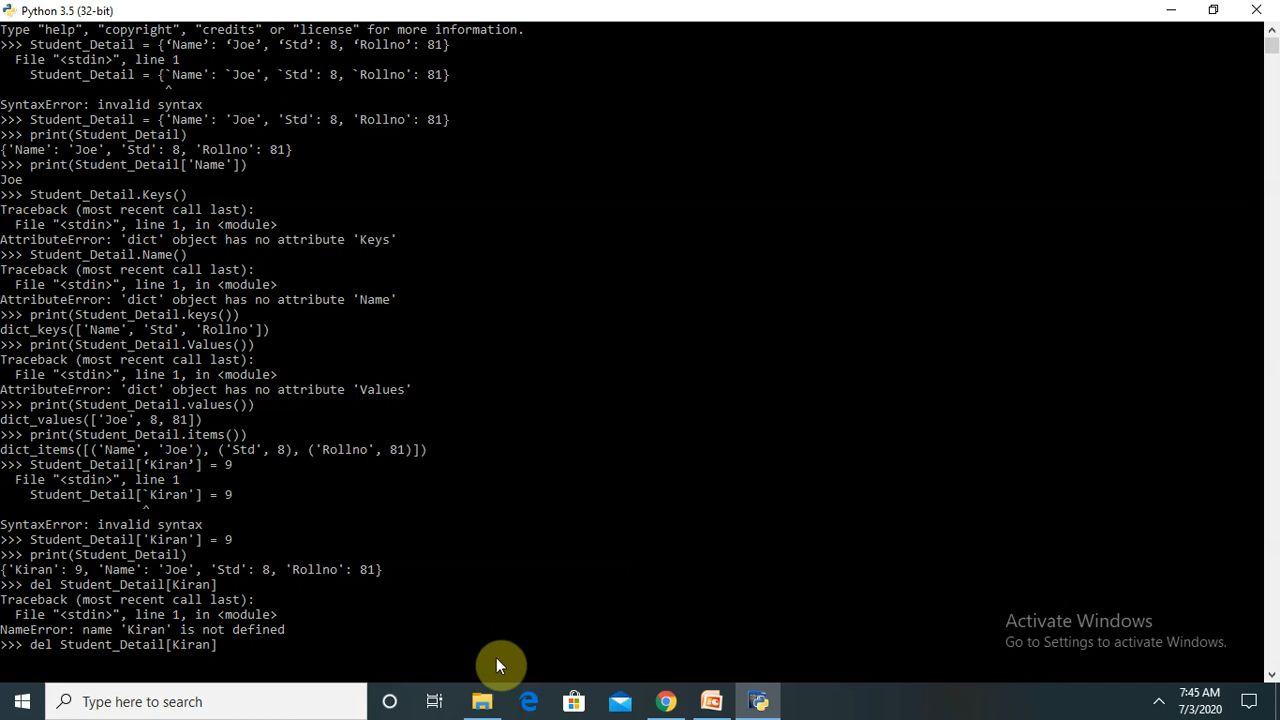 Python 3.5 (32-bit)
Type "help", "copyright", "credits" or "license" for more information.
>>> Student_Detail = {‘Name’: ‘Joe’, ‘Std’: 8, ‘Rollno’: 81}
  File "<stdin>", line 1
    Student_Detail = {`Name': `Joe', `Std': 8, `Rollno': 81}
                      ^
SyntaxError: invalid syntax
>>> Student_Detail = {'Name': 'Joe', 'Std': 8, 'Rollno': 81}
>>> print(Student_Detail)
{'Name': 'Joe', 'Std': 8, 'Rollno': 81}
>>> print(Student_Detail['Name'])
Joe
>>> Student_Detail.Keys()
Traceback (most recent call last):
  File "<stdin>", line 1, in <module>
AttributeError: 'dict' object has no attribute 'Keys'
>>> Student_Detail.Name()
Traceback (most recent call last):
  File "<stdin>", line 1, in <module>
AttributeError: 'dict' object has no attribute 'Name'
>>> print(Student_Detail.keys())
dict_keys(['Name', 'Std', 'Rollno'])
>>> print(Student_Detail.Values())
Traceback (most recent call last):
  File "<stdin>", line 1, in <module>
AttributeError: 'dict' object has no attribute 'Values'
>>> print(Student_Detail.values())
dict_values(['Joe', 8, 81])
>>> print(Student_Detail.items())
dict_items([('Name', 'Joe'), ('Std', 8), ('Rollno', 81)])
>>> Student_Detail[‘Kiran’] = 9
  File "<stdin>", line 1
    Student_Detail[`Kiran'] = 9
                   ^
SyntaxError: invalid syntax
>>> Student_Detail['Kiran'] = 9
>>> print(Student_Detail)
{'Kiran': 9, 'Name': 'Joe', 'Std': 8, 'Rollno': 81}
>>> del Student_Detail[Kiran]
Traceback (most recent call last):
  File "<stdin>", line 1, in <module>
NameError: name 'Kiran' is not defined
>>> del Student_Detail[Kiran]
Activate Windows
Go to Settings to activate Windows.
Type here to search
7:45 AM
7/3/2020